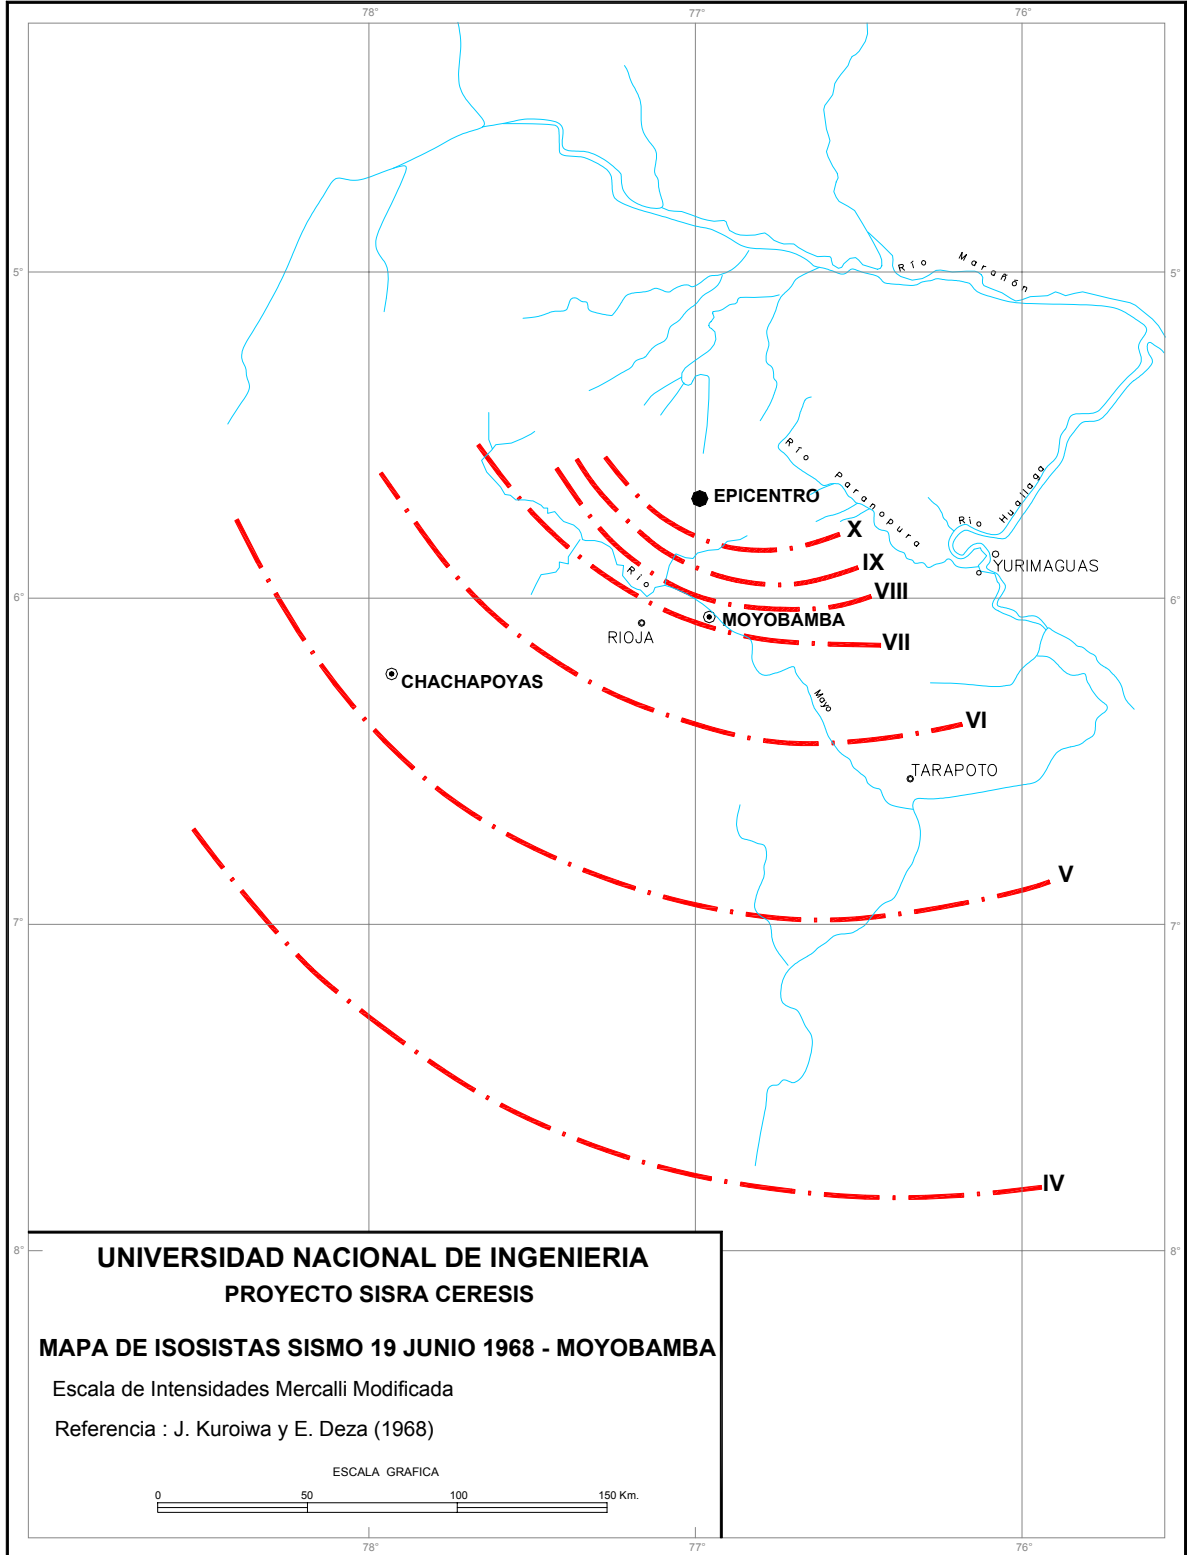 78°
77°
76°
Río Marañón
5°
5°
Río Paranapura
Río Huallaga
EPICENTRO
X
IX
YURIMAGUAS
VIII
Río
MOYOBAMBA
RIOJA
VII
CHACHAPOYAS
Mayo
VI
TARAPOTO
V
6°
6°
7°
7°
IV
8°
8°
UNIVERSIDAD NACIONAL DE INGENIERIA
PROYECTO SISRA CERESIS
MAPA DE ISOSISTAS SISMO 19 JUNIO 1968 - MOYOBAMBA
Escala de Intensidades Mercalli Modificada
Referencia : J. Kuroiwa y E. Deza (1968)
ESCALA GRAFICA
0 50 100 150 Km.
78°
77°
76°